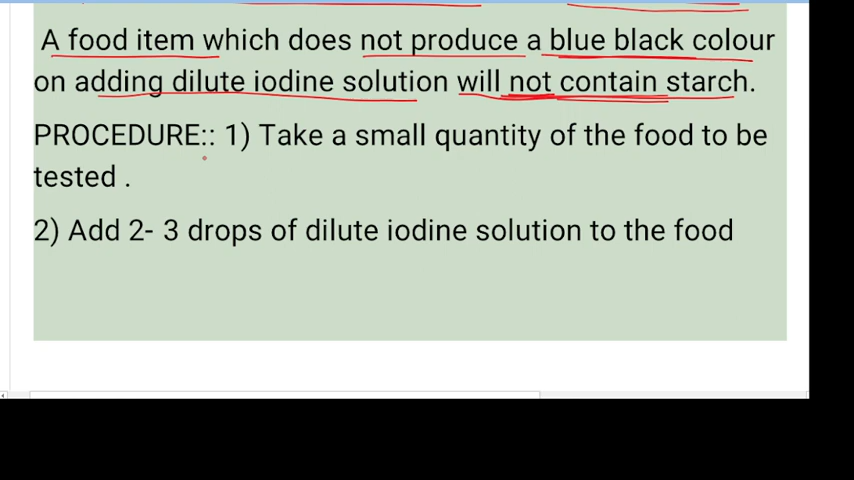 A food item which does not produce a blue black colour
on adding dilute iodine solution will not contain starch.
PROCEDURE:: 1) Take a small quantity of the food to be
tested .
2) Add 2- 3 drops of dilute iodine solution to the food